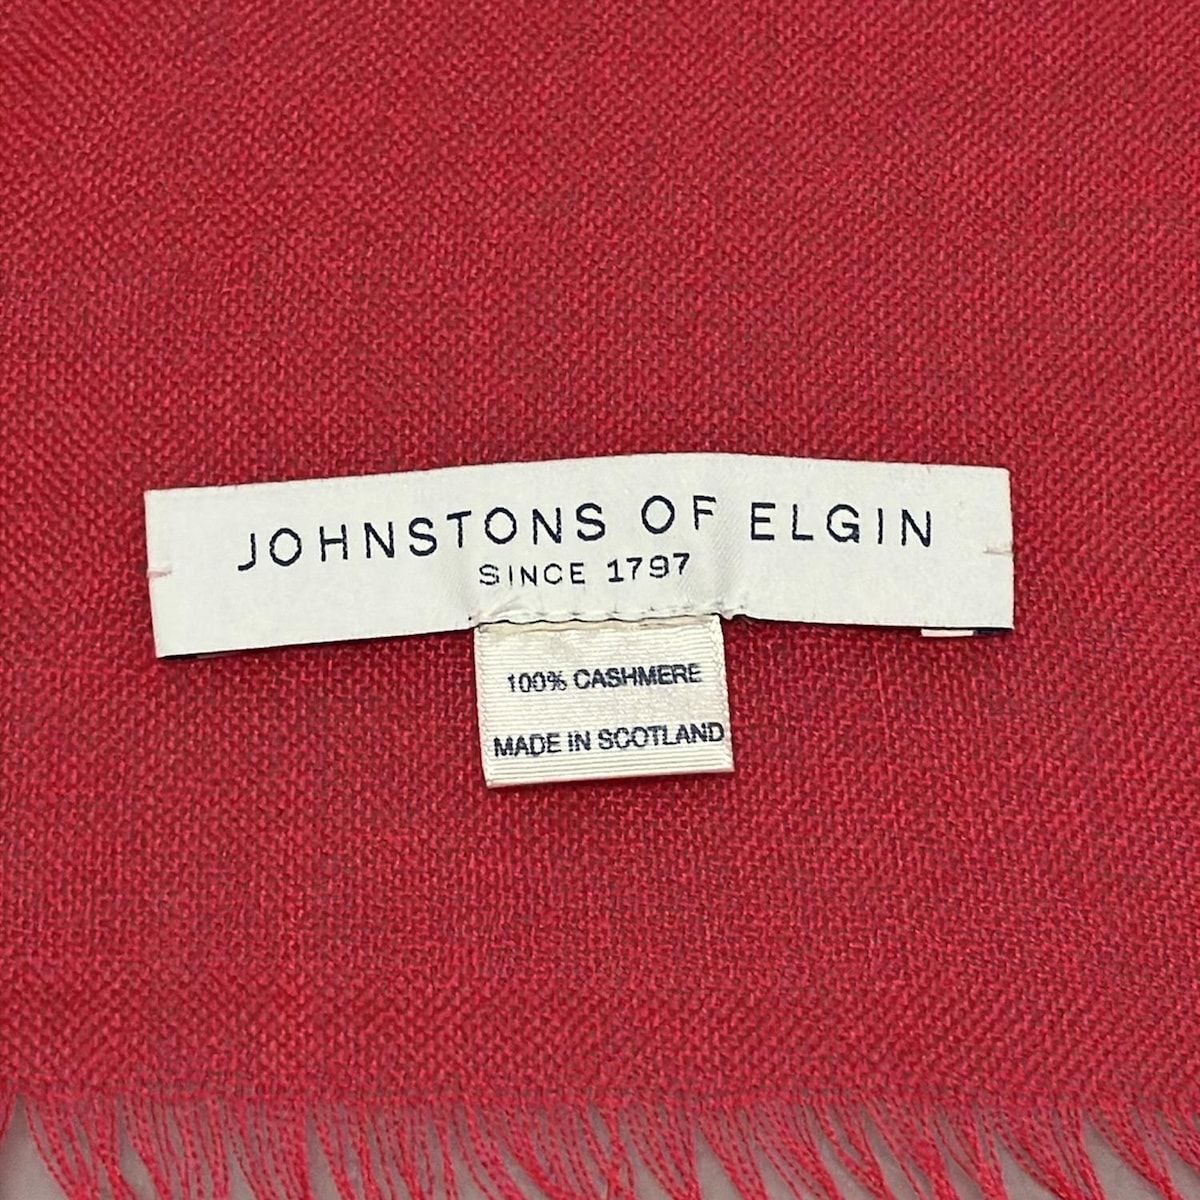 JOHNSTONS OF ELGIN
SINCE 1797
100% CASHMERE
MADE IN SCOTLAND